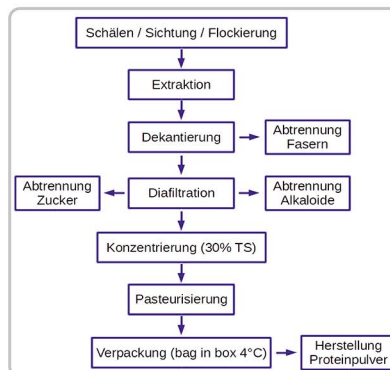 Schälen / Sichtung / Flockierung
Extraktion
Dekantierung
Abtrennung
Fasern
Abtrennung
Zucker
Diafiltration
Abtrennung
Alkaloide
Konzentrierung (30% TS)
Pasteurisierung
Verpackung (bag in box 4°C)
Herstellung
Proteinpulver